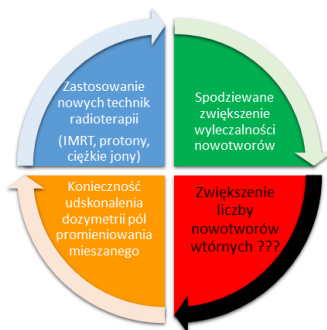 Zastosowanie
nowych technik
radioterapii
(IMRT, protony,
ciężkie jony)
Spodziewane
zwiększenie
wyleczalności
nowotworów
Konieczność
udskonalenia
dozymetrii pól
promieniowania
mieszanego
Zwiększenie
liczby
nowotworów
wtórnych ???